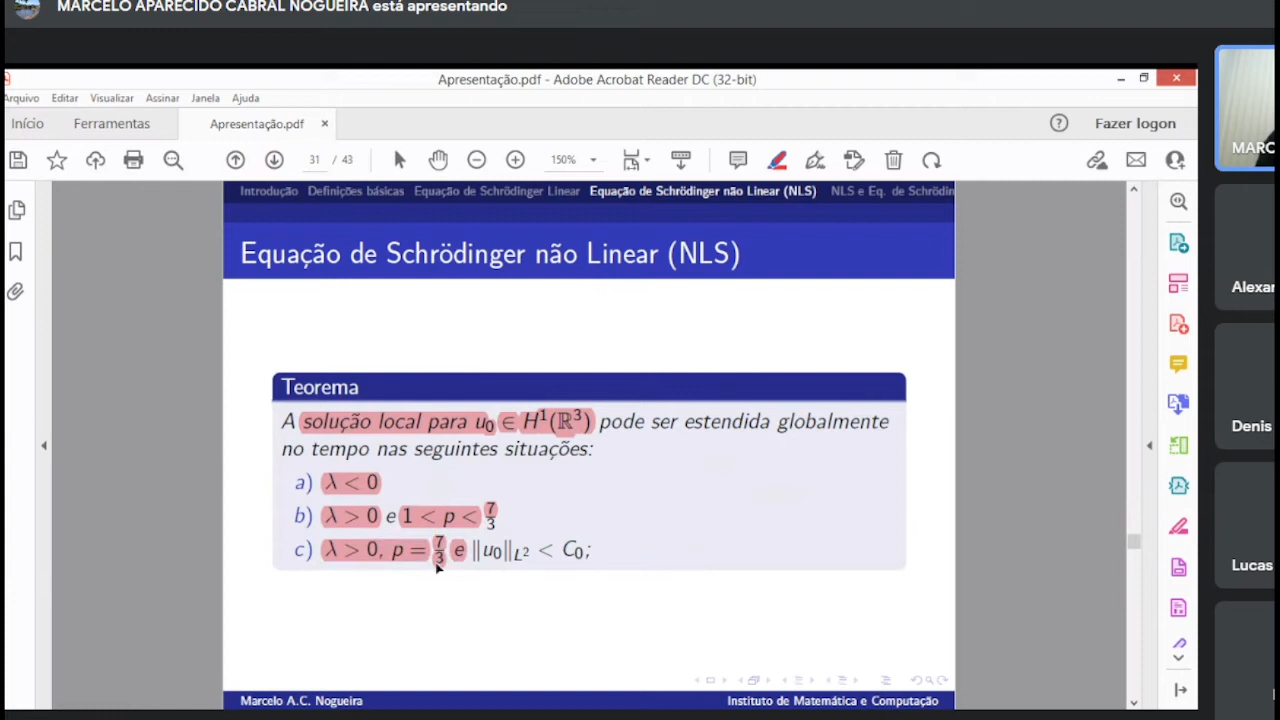 MARCELO APARECIDO CABRAL NOGUEIRA está apresentando
Apresentação.pdf - Adobe Acrobat Reader DC (32-bit)
Arquivo Editar Visualizar Assinar Janela Ajuda
Início Ferramentas Apresentação.pdf × Fazer logon
31 / 43 150%
Introdução Definições básicas Equação de Schrödinger Linear Equação de Schrödinger não Linear (NLS) NLS e Eq. de Schrödin
Equação de Schrödinger não Linear (NLS)
Teorema
A solução local para u₀ ∈ H¹(ℝ³) pode ser estendida globalmente
no tempo nas seguintes situações:
a) λ < 0
b) λ > 0 e 1 < p < 7/3
c) λ > 0, p = 7/3 e ‖u₀‖_L² < C₀;
Marcelo A.C. Nogueira Instituto de Matemática e Computação
MARC
Alexar
Denis
Lucas